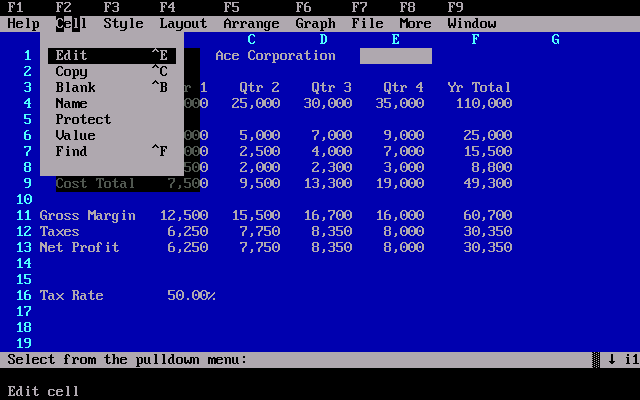 F1 F2 F3 F4 F5 F6 F7 F8 F9
Help Cell Style Layout Arrange Graph File More Window
C D E F G
1 Edit ^E Ace Corporation
2 Copy ^C
3 Blank ^B r 1 Qtr 2 Qtr 3 Qtr 4 Yr Total
4 Name 000 25,000 30,000 35,000 110,000
5 Protect
6 Value 000 5,000 7,000 9,000 25,000
7 Find ^F 500 2,500 4,000 7,000 15,500
8 500 2,000 2,300 3,000 8,800
9 Cost Total 7,500 9,500 13,300 19,000 49,300
10
11 Gross Margin 12,500 15,500 16,700 16,000 60,700
12 Taxes 6,250 7,750 8,350 8,000 30,350
13 Net Profit 6,250 7,750 8,350 8,000 30,350
14
15
16 Tax Rate 50.00%
17
18
19
Select from the pulldown menu: ↓ i1
Edit cell